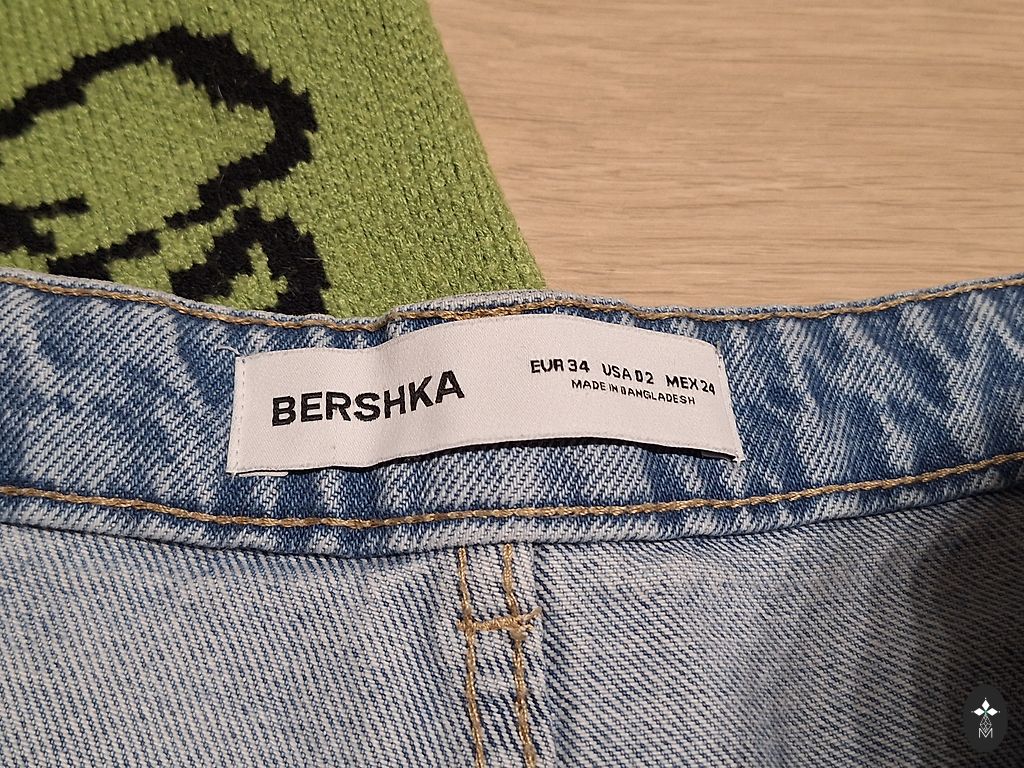 BERSHKA
EUR 34 USA 02 MEX 24
MADE IN BANGLADESH
M